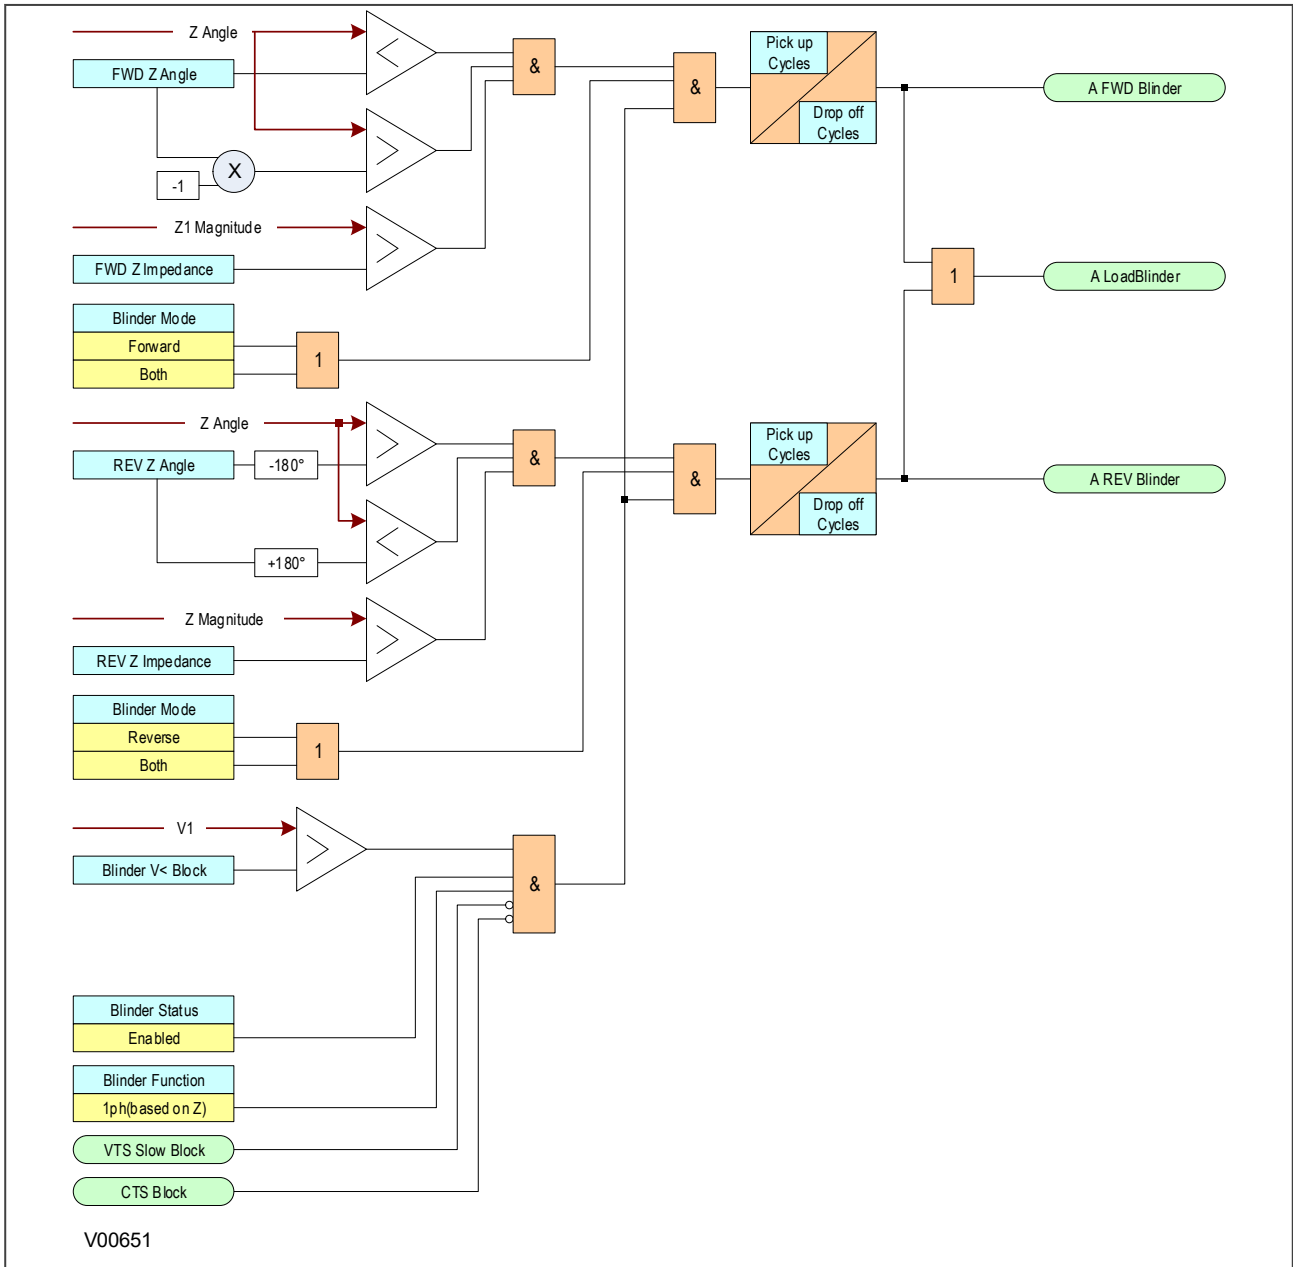 Z Angle
FWD Z Angle
<
&
&
Pick up
Cycles
Drop off
Cycles
A FWD Blinder
>
X
-1
Z1 Magnitude
FWD Z Impedance
>
1
A LoadBlinder
Blinder Mode
Forward
Both
1
Z Angle
REV Z Angle
-180°
>
&
&
Pick up
Cycles
Drop off
Cycles
A REV Blinder
<
+180°
Z Magnitude
REV Z Impedance
>
Blinder Mode
Reverse
Both
1
V1
Blinder V< Block
>
&
Blinder Status
Enabled
Blinder Function
1ph(based on Z)
VTS Slow Block
CTS Block
V00651